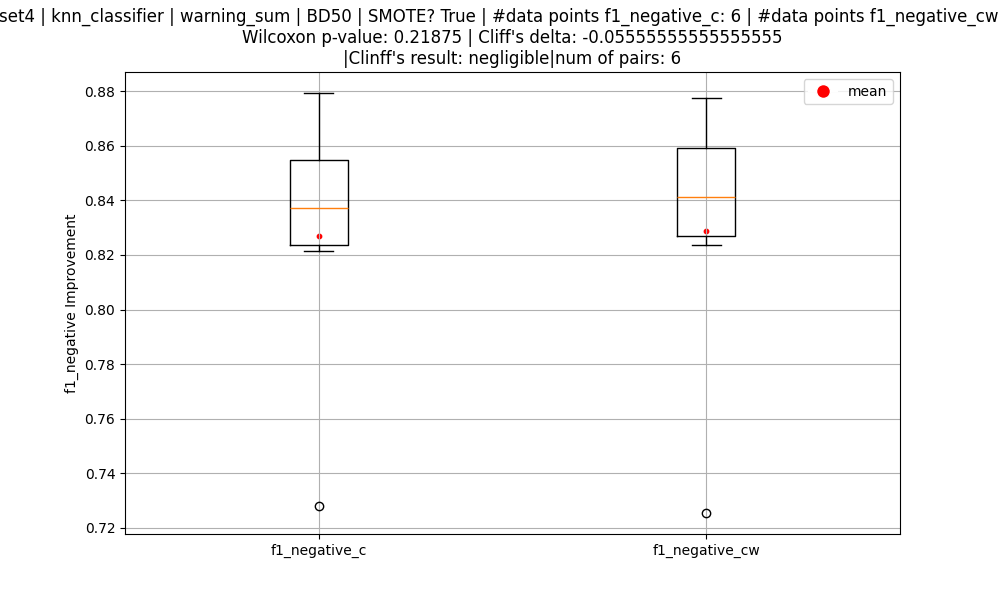 set4 | knn_classifier | warning_sum | BD50 | SMOTE? True | #data points f1_negative_c: 6 | #data points f1_negative_cw
Wilcoxon p-value: 0.21875 | Cliff's delta: -0.05555555555555555
|Clinff's result: negligible|num of pairs: 6
mean
0.88
0.86
0.84
0.82
0.80
0.78
0.76
0.74
0.72
f1_negative Improvement
f1_negative_c
f1_negative_cw